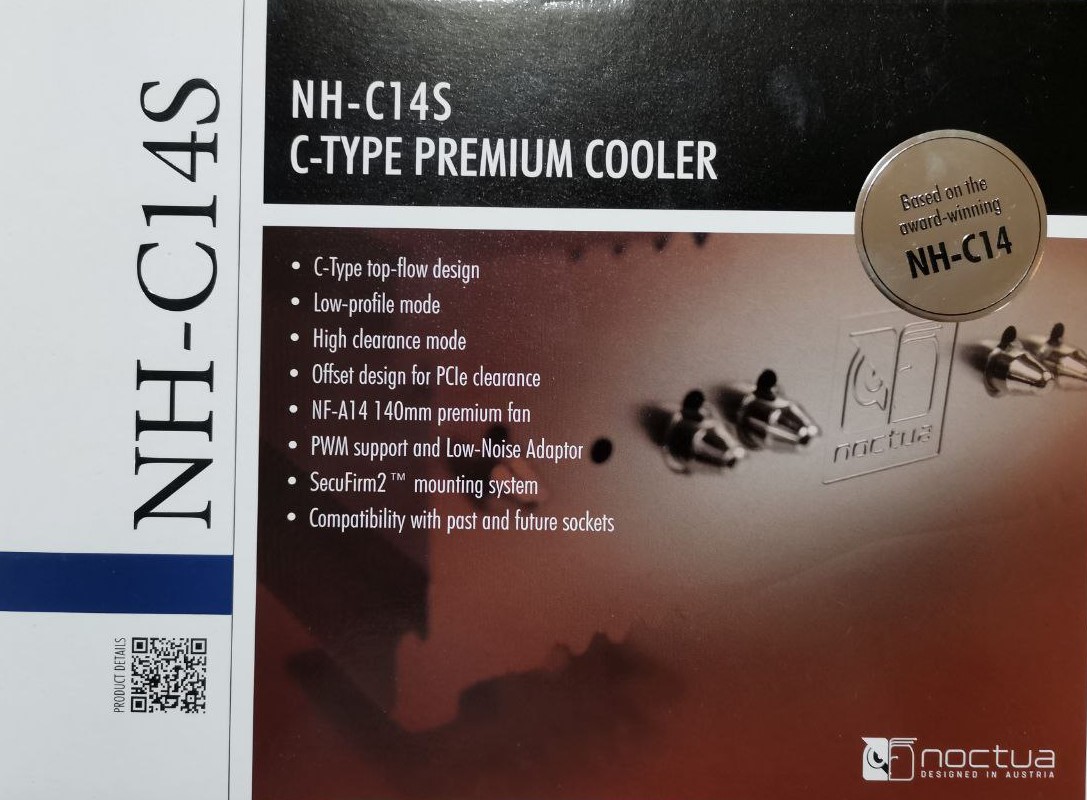 NH-C14S
PRODUCT DETAILS
NH-C14S
C-TYPE PREMIUM COOLER
Based on the
award-winning
NH-C14
• C-Type top-flow design
• Low-profile mode
• High clearance mode
• Offset design for PCIe clearance
• NF-A14 140mm premium fan
• PWM support and Low-Noise Adaptor
• SecuFirm2™ mounting system
• Compatibility with past and future sockets
noctua
noctua
DESIGNED IN AUSTRIA